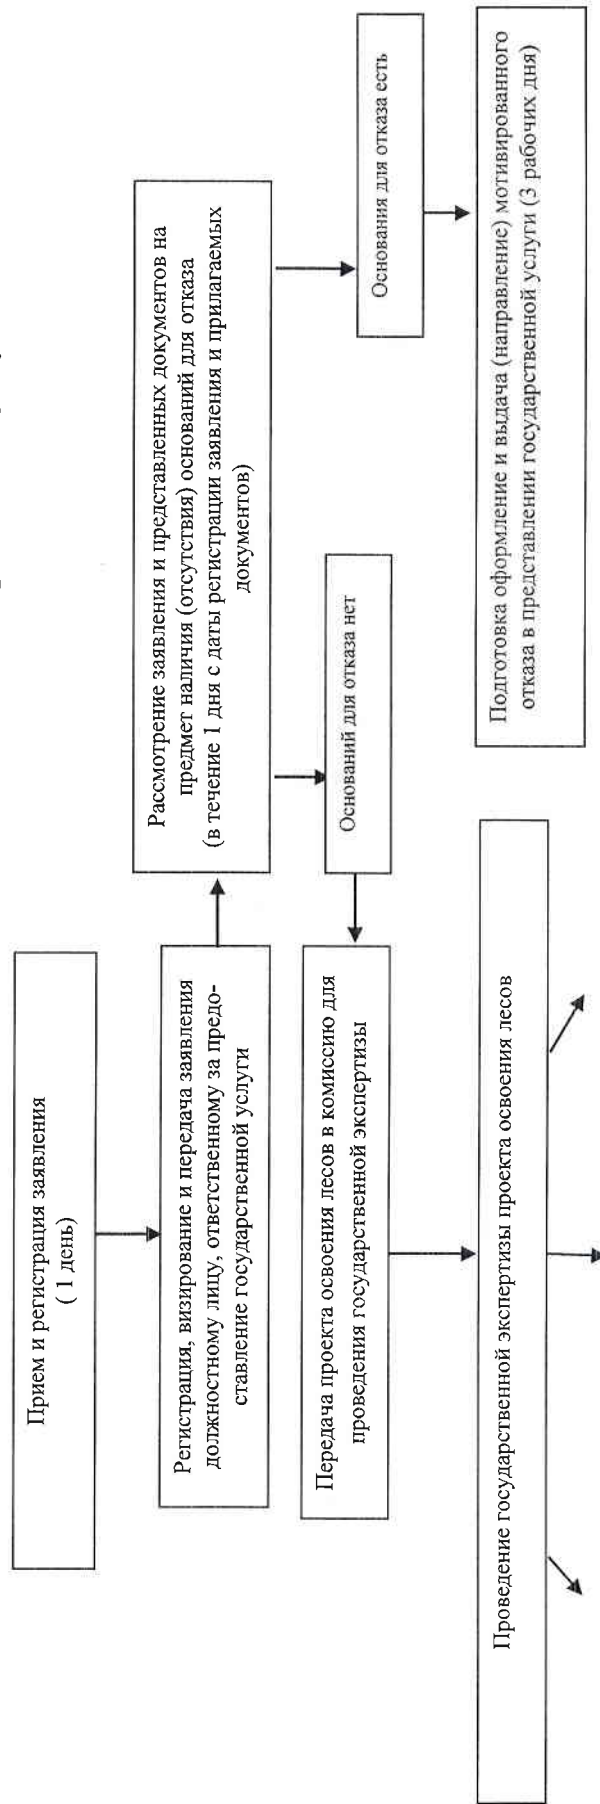 Прием и регистрация заявления
( 1 день)
Регистрация, визирование и передача заявления
должностному лицу, ответственному за предо-
ставление государственной услуги
Рассмотрение заявления и представленных документов на
предмет наличия (отсутствия) оснований для отказа
(в течение 1 дня с даты регистрации заявления и прилагаемых
документов)
Оснований для отказа нет
Основания для отказа есть
Передача проекта освоения лесов в комиссию для
проведения государственной экспертизы
Подготовка оформление и выдача (направление) мотивированного
отказа в представлении государственной услуги (3 рабочих дня)
Проведение государственной экспертизы проекта освоения лесов